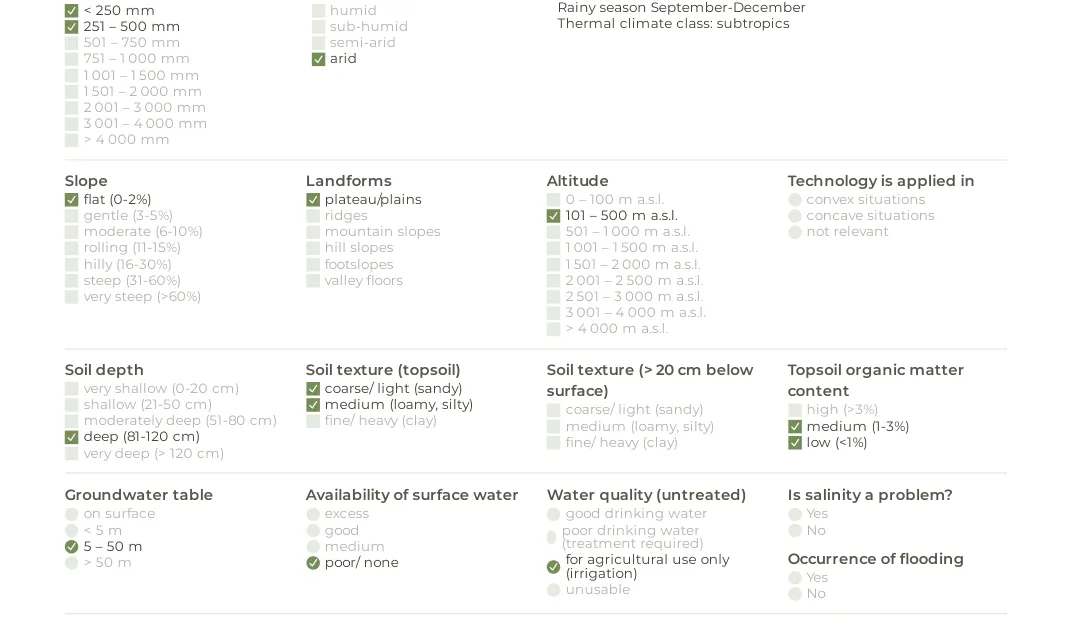 < 250 mm
251 – 500 mm
501 – 750 mm
751 – 1 000 mm
1 001 – 1 500 mm
1 501 – 2 000 mm
2 001 – 3 000 mm
3 001 – 4 000 mm
> 4 000 mm
humid
sub-humid
semi-arid
arid
Rainy season September-December
Thermal climate class: subtropics
Slope
flat (0-2%)
gentle (3-5%)
moderate (6-10%)
rolling (11-15%)
hilly (16-30%)
steep (31-60%)
very steep (>60%)
Landforms
plateau/plains
ridges
mountain slopes
hill slopes
footslopes
valley floors
Altitude
0 – 100 m a.s.l.
101 – 500 m a.s.l.
501 – 1 000 m a.s.l.
1 001 – 1 500 m a.s.l.
1 501 – 2 000 m a.s.l.
2 001 – 2 500 m a.s.l.
2 501 – 3 000 m a.s.l.
3 001 – 4 000 m a.s.l.
> 4 000 m a.s.l.
Technology is applied in
convex situations
concave situations
not relevant
Soil depth
very shallow (0-20 cm)
shallow (21-50 cm)
moderately deep (51-80 cm)
deep (81-120 cm)
very deep (> 120 cm)
Soil texture (topsoil)
coarse/ light (sandy)
medium (loamy, silty)
fine/ heavy (clay)
Soil texture (> 20 cm below
surface)
coarse/ light (sandy)
medium (loamy, silty)
fine/ heavy (clay)
Topsoil organic matter
content
high (>3%)
medium (1-3%)
low (<1%)
Groundwater table
on surface
< 5 m
5 – 50 m
> 50 m
Availability of surface water
excess
good
medium
poor/ none
Water quality (untreated)
good drinking water
poor drinking water
(treatment required)
for agricultural use only
(irrigation)
unusable
Is salinity a problem?
Yes
No
Occurrence of flooding
Yes
No